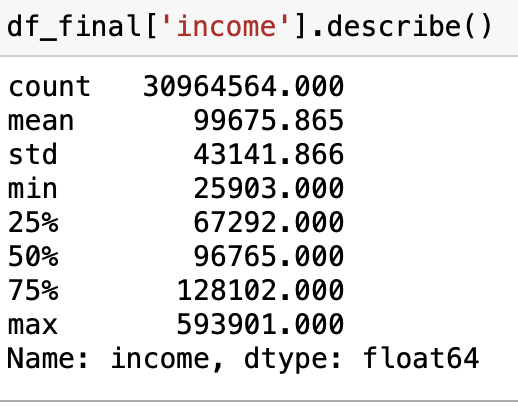 df_final['income'].describe()
count 30964564.000
mean 99675.865
std 43141.866
min 25903.000
25% 67292.000
50% 96765.000
75% 128102.000
max 593901.000
Name: income, dtype: float64